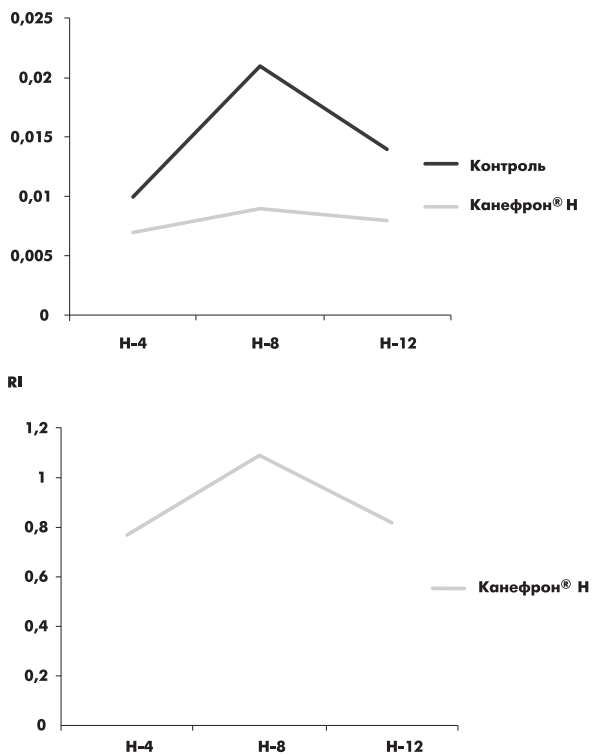 0,025
0,02
0,015
0,01
0,005
0
Контроль
Канефрон® Н
Н-4 Н-8 Н-12
RI
1,2
1
0,8
0,6
0,4
0,2
0
Канефрон® Н
Н-4 Н-8 Н-12